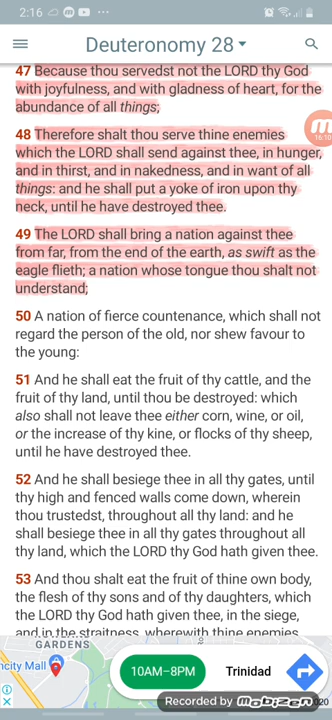 2:16
Deuteronomy 28
47 Because thou servedst not the LORD thy God
with joyfulness, and with gladness of heart, for the
abundance of all things;
16:10
48 Therefore shalt thou serve thine enemies
which the LORD shall send against thee, in hunger,
and in thirst, and in nakedness, and in want of all
things: and he shall put a yoke of iron upon thy
neck, until he have destroyed thee.
49 The LORD shall bring a nation against thee
from far, from the end of the earth, as swift as the
eagle flieth; a nation whose tongue thou shalt not
understand;
50 A nation of fierce countenance, which shall not
regard the person of the old, nor shew favour to
the young:
51 And he shall eat the fruit of thy cattle, and the
fruit of thy land, until thou be destroyed: which
also shall not leave thee either corn, wine, or oil,
or the increase of thy kine, or flocks of thy sheep,
until he have destroyed thee.
52 And he shall besiege thee in all thy gates, until
thy high and fenced walls come down, wherein
thou trustedst, throughout all thy land: and he
shall besiege thee in all thy gates throughout all
thy land, which the LORD thy God hath given thee.
53 And thou shalt eat the fruit of thine own body,
the flesh of thy sons and of thy daughters, which
the LORD thy God hath given thee, in the siege,
and in the straitness, wherewith thine enemies
GARDENS
ncity Mall
10AM–8PM
Trinidad
Recorded by MOBIZEN
020